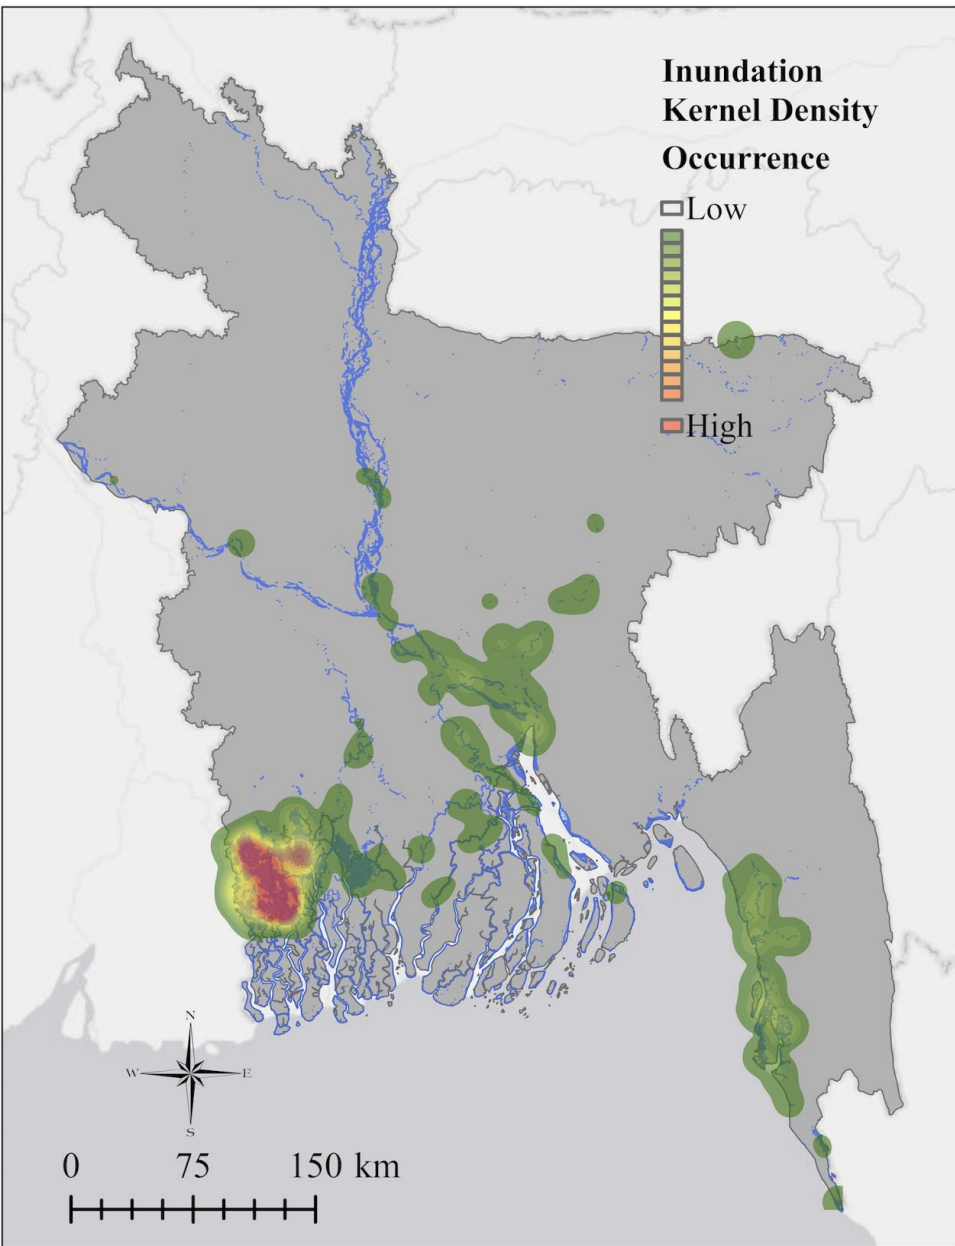 Inundation
Kernel Density
Occurrence
Low
High
N
W
E
S
0 75 150 km